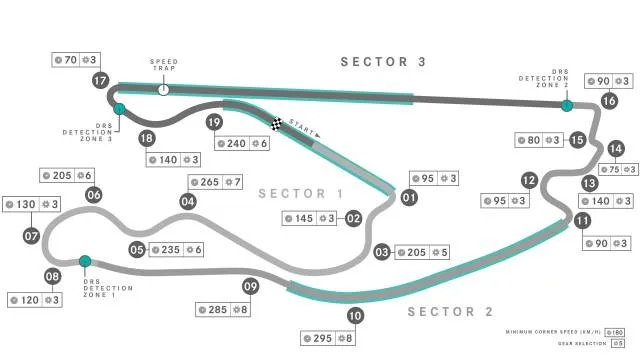 70 3
17
SPEED
TRAP
SECTOR 3
DRS
DETECTION
ZONE 2
90 3
16
DRS
DETECTION
ZONE 3
18
140 3
19
240 6
START
80 3
15
14
75 3
13
140 3
12
95 3
11
90 3
205 6
06
265 7
04
SECTOR 1
95 3
01
145 3
02
130 3
07
05
235 6
03
205 5
08
120 3
DRS
DETECTION
ZONE 1
09
285 8
10
295 8
SECTOR 2
MINIMUM CORNER SPEED (KM/H) 180
GEAR SELECTION 5